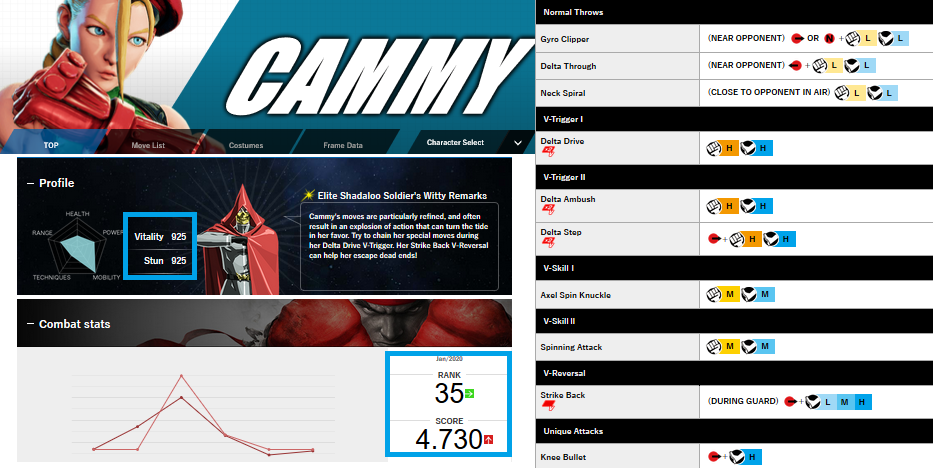 CAMMY
TOP
Move List
Costumes
Frame Data
Character Select
Profile
HEALTH
POWER
MOBILITY
TECHNIQUES
RANGE
Vitality 925
Stun 925
Elite Shadaloo Soldier's Witty Remarks
Cammy's moves are particularly refined, and often
result in an explosion of action that can turn the tide
in her favor. Try to chain her special moves during
her Delta Drive V-Trigger. Her Strike Back V-Reversal
can help her escape dead ends!
Combat stats
Jan/2020
RANK
35
SCORE
4.730
Normal Throws
Gyro Clipper
(NEAR OPPONENT) OR N + L L
Delta Through
(NEAR OPPONENT) + L L
Neck Spiral
(CLOSE TO OPPONENT IN AIR) L L
V-Trigger I
Delta Drive
H H
V-Trigger II
Delta Ambush
H H
Delta Step
+ H H
V-Skill I
Axel Spin Knuckle
M M
V-Skill II
Spinning Attack
M M
V-Reversal
Strike Back
(DURING GUARD) + L M H
Unique Attacks
Knee Bullet
+ H